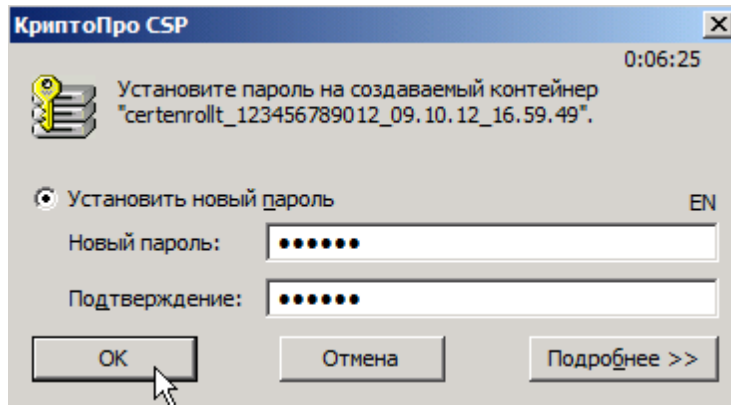 КриптоПро CSP
0:06:25
Установите пароль на создаваемый контейнер
"certenrollt_123456789012_09.10.12_16.59.49".
Установить новый пароль
EN
Новый пароль: ••••••
Подтверждение: ••••••
OK
Отмена
Подробнее >>